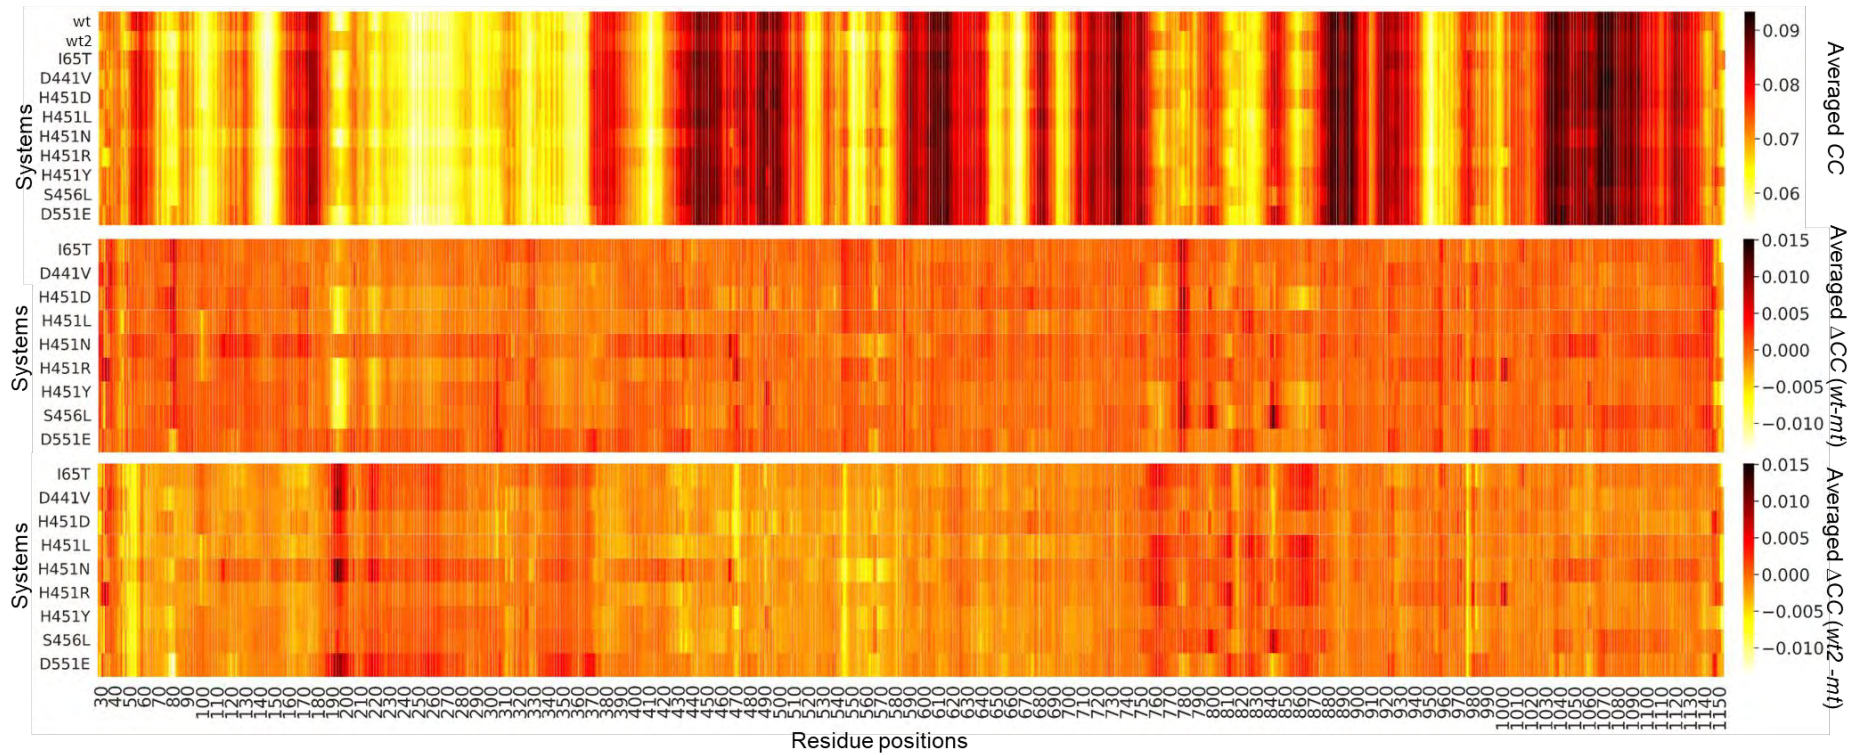 Systems
wt
wt2
I65T
D441V
H451D
H451L
H451N
H451R
H451Y
S456L
D551E
0.09
0.08
0.07
0.06
Averaged CC
Systems
I65T
D441V
H451D
H451L
H451N
H451R
H451Y
S456L
D551E
0.015
0.010
0.005
0.000
−0.005
−0.010
Averaged ΔCC (wt-mt)
Systems
I65T
D441V
H451D
H451L
H451N
H451R
H451Y
S456L
D551E
0.015
0.010
0.005
0.000
−0.005
−0.010
Averaged ΔCC (wt2 -mt)
30 40 50 60 70 80 90 100 110 120 130 140 150 160 170 180 190 200 210 220 230 240 250 260 270 280 290 300 310 320 330 340 350 360 370 380 390 400 410 420 430 440 450 460 470 480 490 500 510 520 530 540 550 560 570 580 590 600 610 620 630 640 650 660 670 680 690 700 710 720 730 740 750 760 770 780 790 800 810 820 830 840 850 860 870 880 890 900 910 920 930 940 950 960 970 980 990 1000 1010 1020 1030 1040 1050 1060 1070 1080 1090 1100 1110 1120 1130 1140 1150
Residue positions